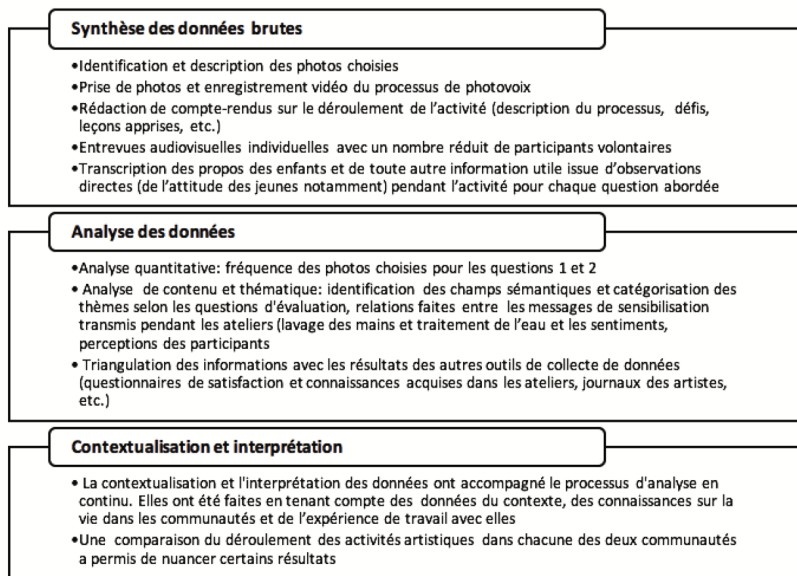 Synthèse des données brutes
•Identification et description des photos choisies
•Prise de photos et enregistrement vidéo du processus de photovoix
•Rédaction de compte-rendus sur le déroulement de l'activité (description du processus, défis,
leçons apprises, etc.)
•Entrevues audiovisuelles individuelles avec un nombre réduit de participants volontaires
•Transcription des propos des enfants et de toute autre information utile issue d'observations
directes (de l'attitude des jeunes notamment) pendant l'activité pour chaque question abordée
Analyse des données
•Analyse quantitative: fréquence des photos choisies pour les questions 1 et 2
• Analyse de contenu et thématique: identification des champs sémantiques et catégorisation des
thèmes selon les questions d'évaluation, relations faites entre les messages de sensibilisation
transmis pendant les ateliers (lavage des mains et traitement de l'eau et les sentiments,
perceptions des participants
• Triangulation des informations avec les résultats des autres outils de collecte de données
(questionnaires de satisfaction et connaissances acquises dans les ateliers, journaux des artistes,
etc.)
Contextualisation et interprétation
• La contextualisation et l'interprétation des données ont accompagné le processus d'analyse en
continu. Elles ont été faites en tenant compte des données du contexte, des connaissances sur la
vie dans les communautés et de l'expérience de travail avec elles
•Une comparaison du déroulement des activités artistiques dans chacune des deux communautés
a permis de nuancer certains résultats